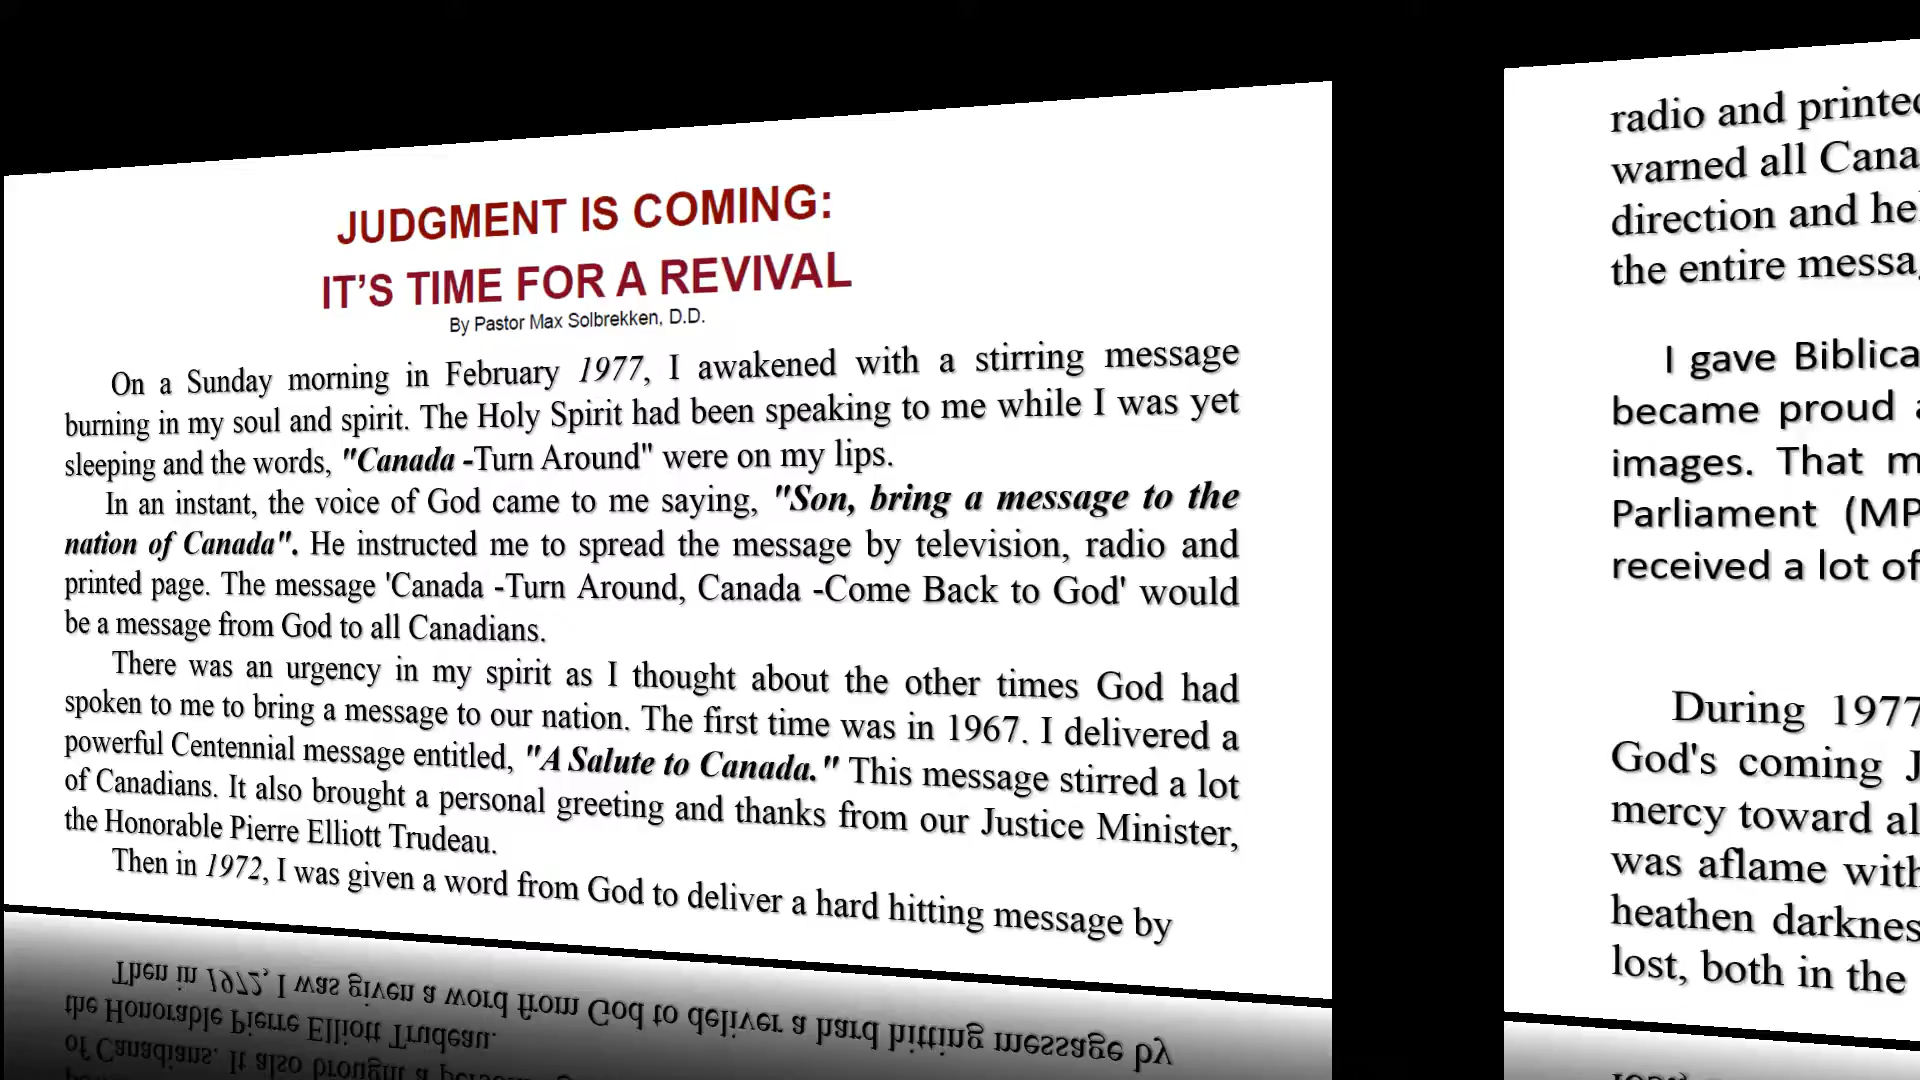 JUDGMENT IS COMING:
IT’S TIME FOR A REVIVAL
By Pastor Max Solbrekken, D.D.
On a Sunday morning in February 1977, I awakened with a stirring message
burning in my soul and spirit. The Holy Spirit had been speaking to me while I was yet
sleeping and the words, "Canada -Turn Around" were on my lips.
In an instant, the voice of God came to me saying, "Son, bring a message to the
nation of Canada". He instructed me to spread the message by television, radio and
printed page. The message 'Canada -Turn Around, Canada -Come Back to God' would
be a message from God to all Canadians.
There was an urgency in my spirit as I thought about the other times God had
spoken to me to bring a message to our nation. The first time was in 1967. I delivered a
powerful Centennial message entitled, "A Salute to Canada." This message stirred a lot
of Canadians. It also brought a personal greeting and thanks from our Justice Minister,
the Honorable Pierre Elliott Trudeau.
Then in 1972, I was given a word from God to deliver a hard hitting message by
radio and printed
warned all Cana
direction and he
the entire messa
I gave Biblica
became proud a
images. That m
Parliament (MP
received a lot of
During 1977
God's coming J
mercy toward al
was aflame with
heathen darknes
lost, both in the